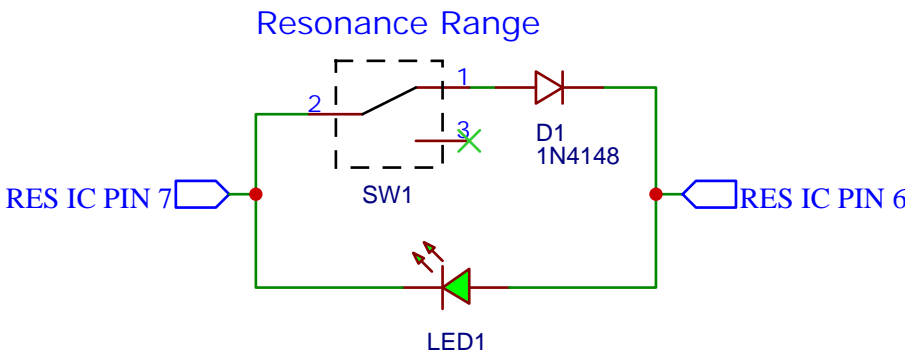 Resonance Range
1
2
3
D1
1N4148
SW1
RES IC PIN 7
RES IC PIN 6
LED1